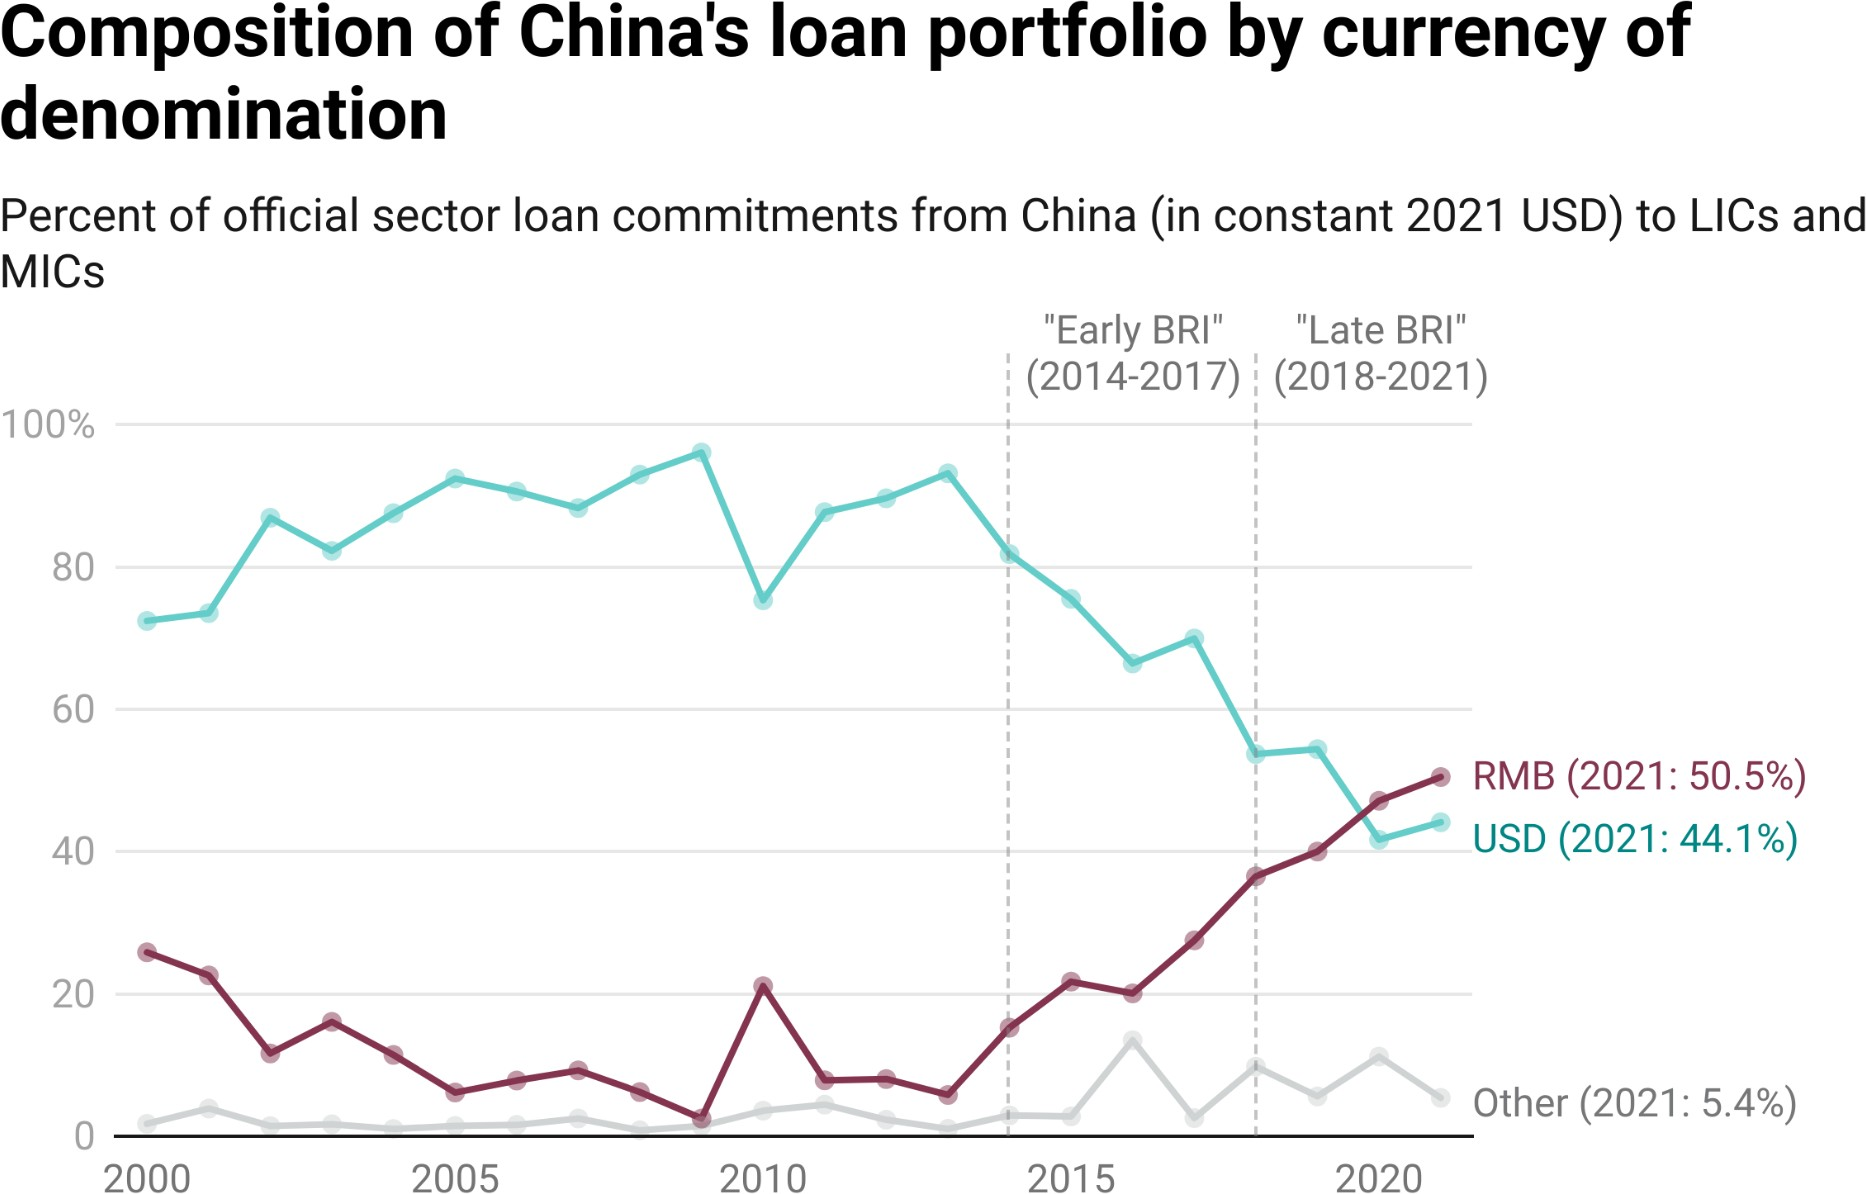 Composition of China's loan portfolio by currency of
denomination
Percent of official sector loan commitments from China (in constant 2021 USD) to LICs and
MICs
"Early BRI"
(2014-2017)
"Late BRI"
(2018-2021)
100%
80
60
RMB (2021: 50.5%)
USD (2021: 44.1%)
40
20
Other (2021: 5.4%)
0
2000
2005
2010
2015
2020